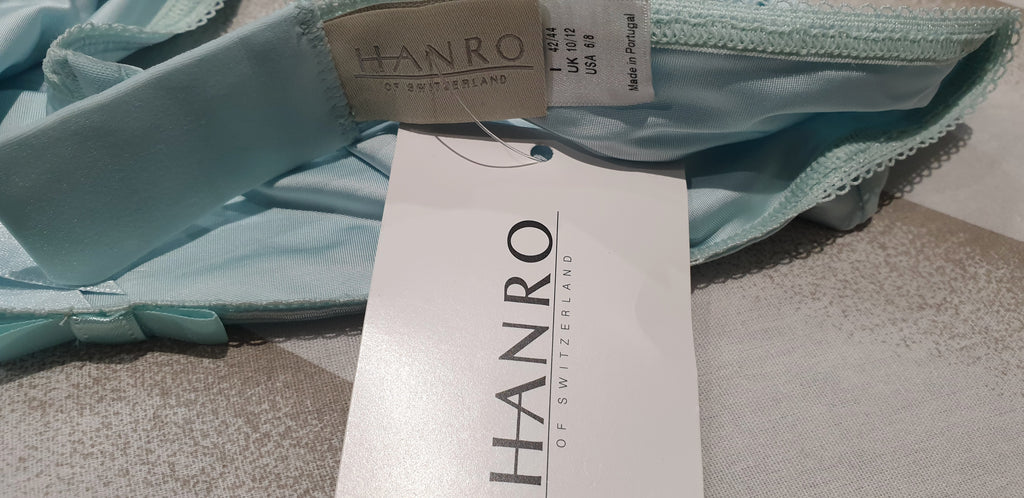 HANRO
OF SWITZERLAND
I 42/44
UK 10/12
USA 6/8
Made in Portugal
HANRO
OF SWITZERLAND